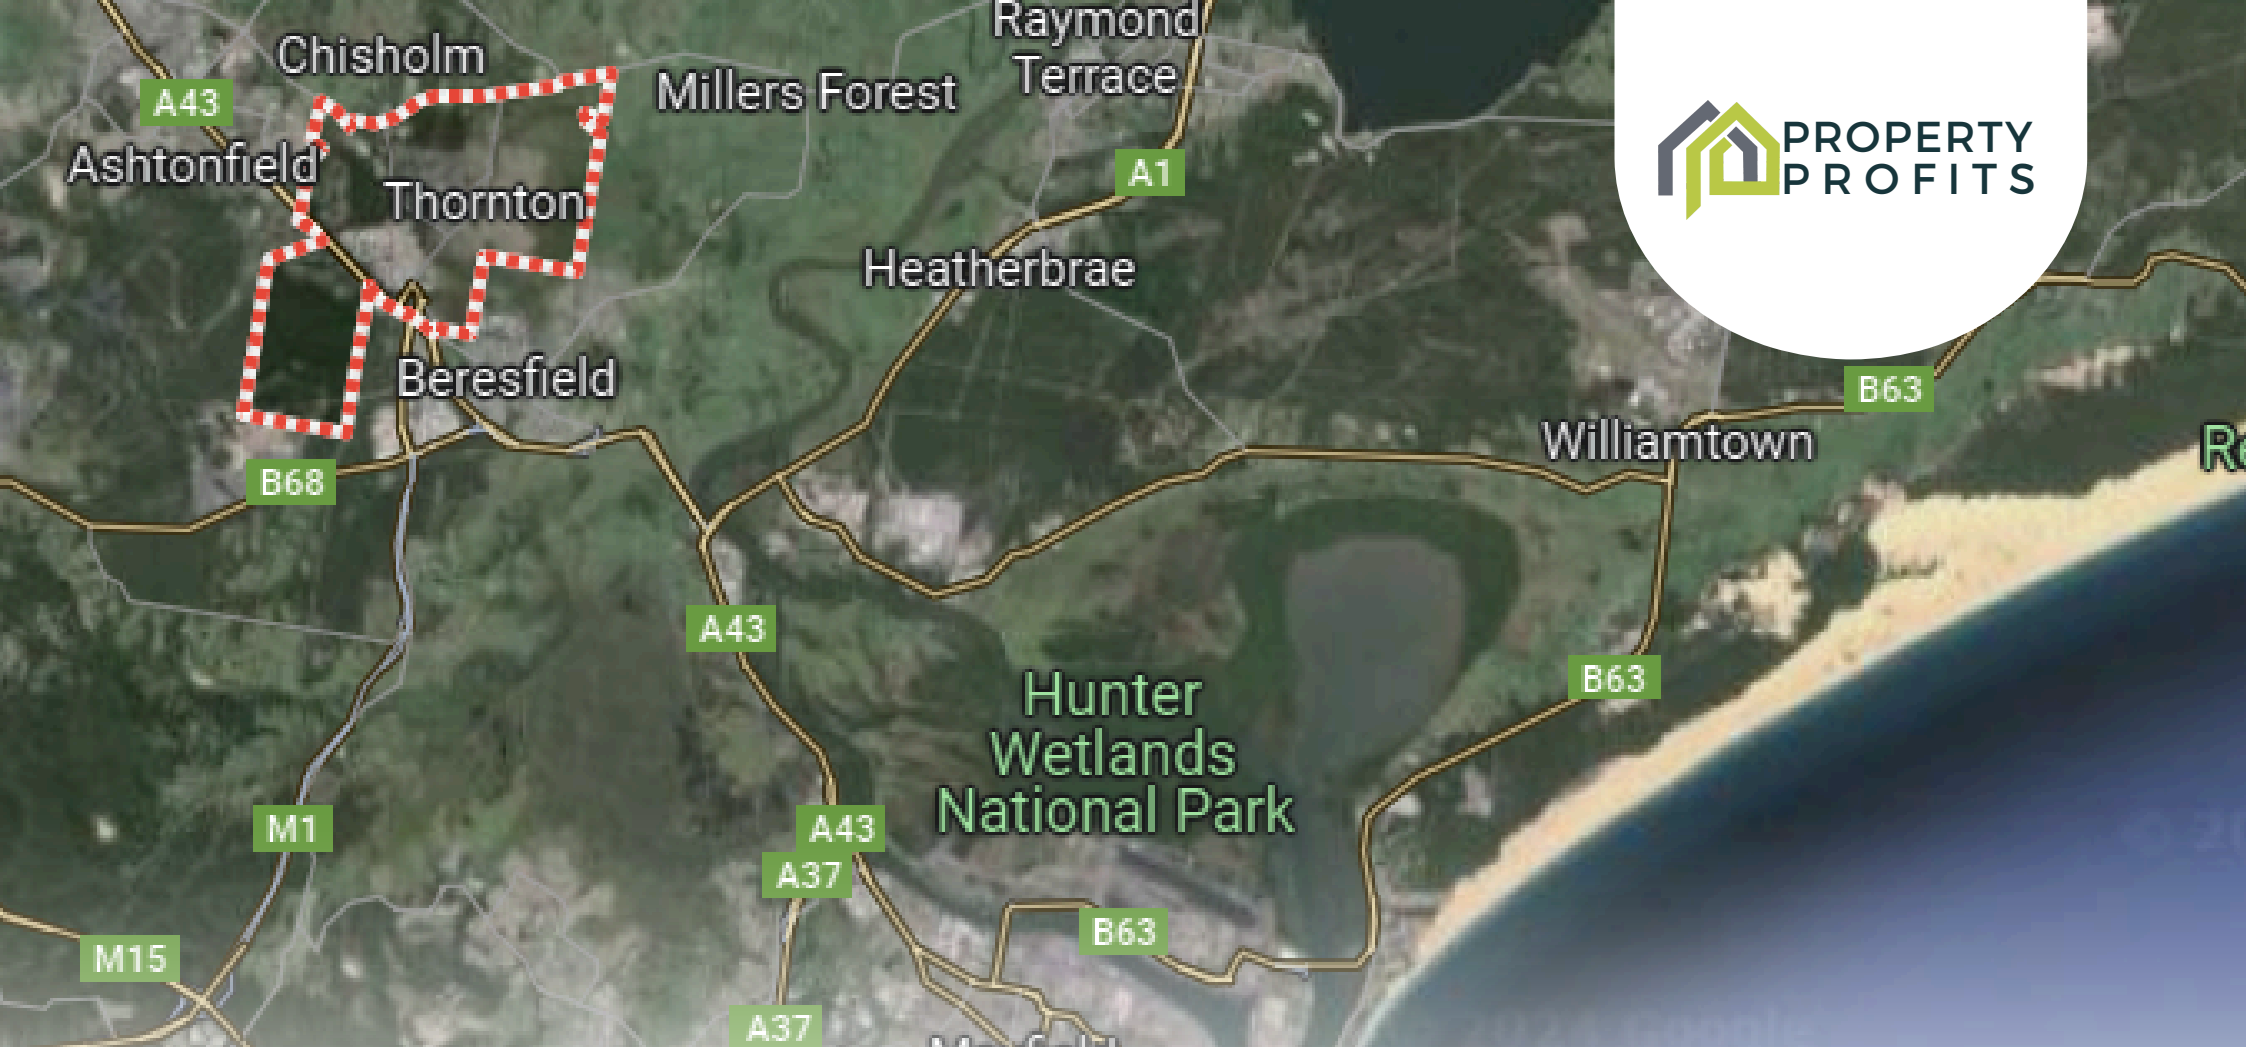 Raymond
Terrace
Chisholm
Millers Forest
A43
PROPERTY
PROFITS
Ashtonfield
A1
Thornton
Heatherbrae
Beresfield
B63
Williamtown
B68
A43
B63
Hunter
Wetlands
National Park
M1
A43
A37
B63
M15
A37